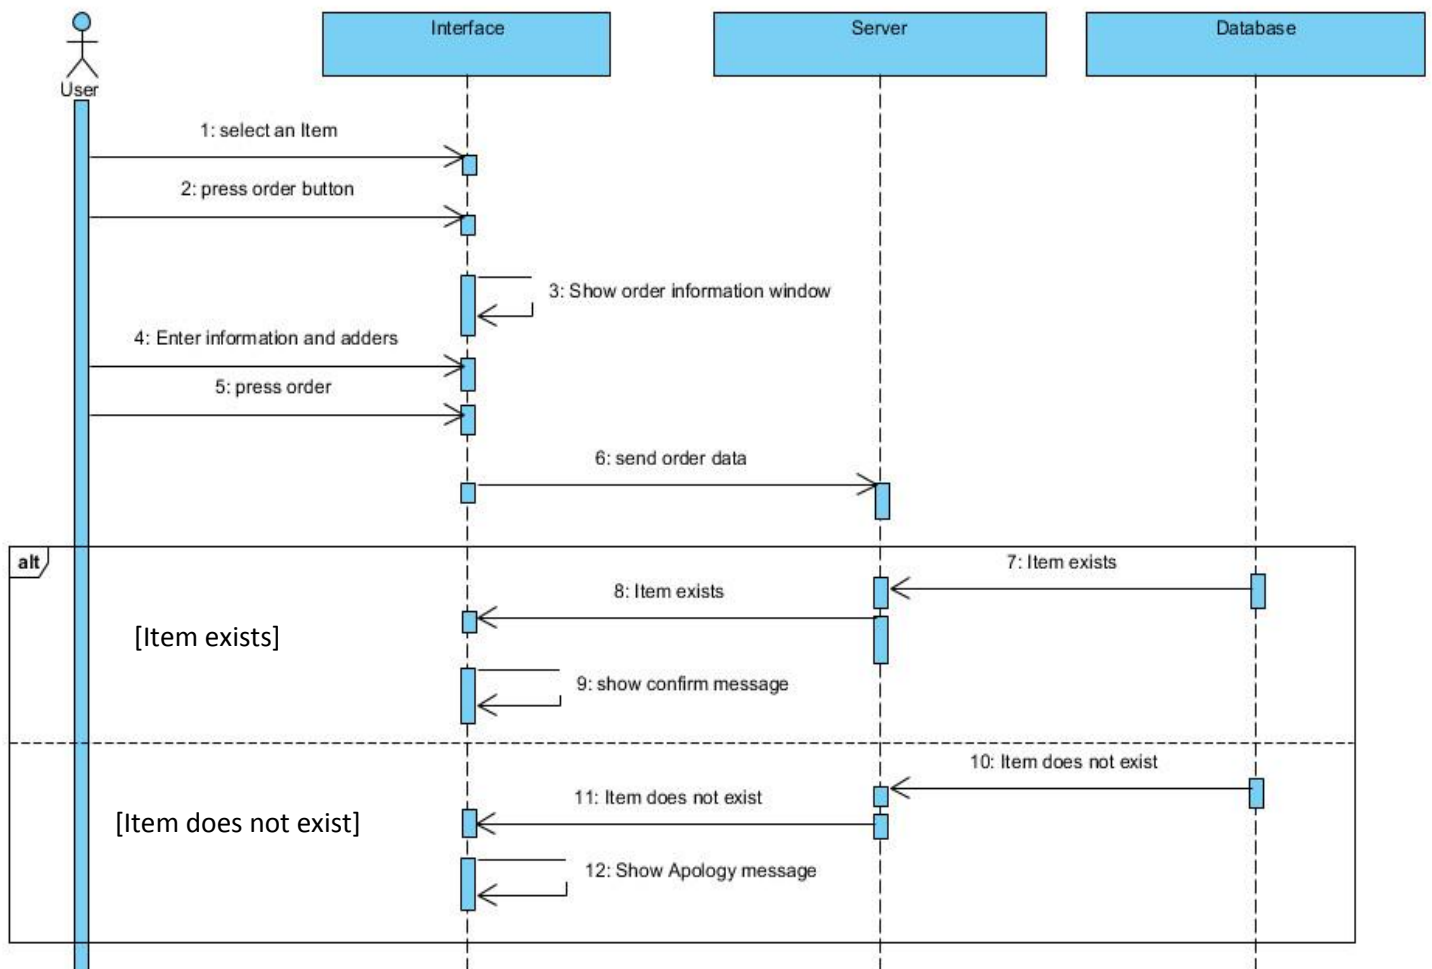 Interface
Server
Database
User
1: select an Item
2: press order button
3: Show order information window
4: Enter information and adders
5: press order
6: send order data
alt
7: Item exists
8: Item exists
[Item exists]
9: show confirm message
10: Item does not exist
11: Item does not exist
[Item does not exist]
12: Show Apology message